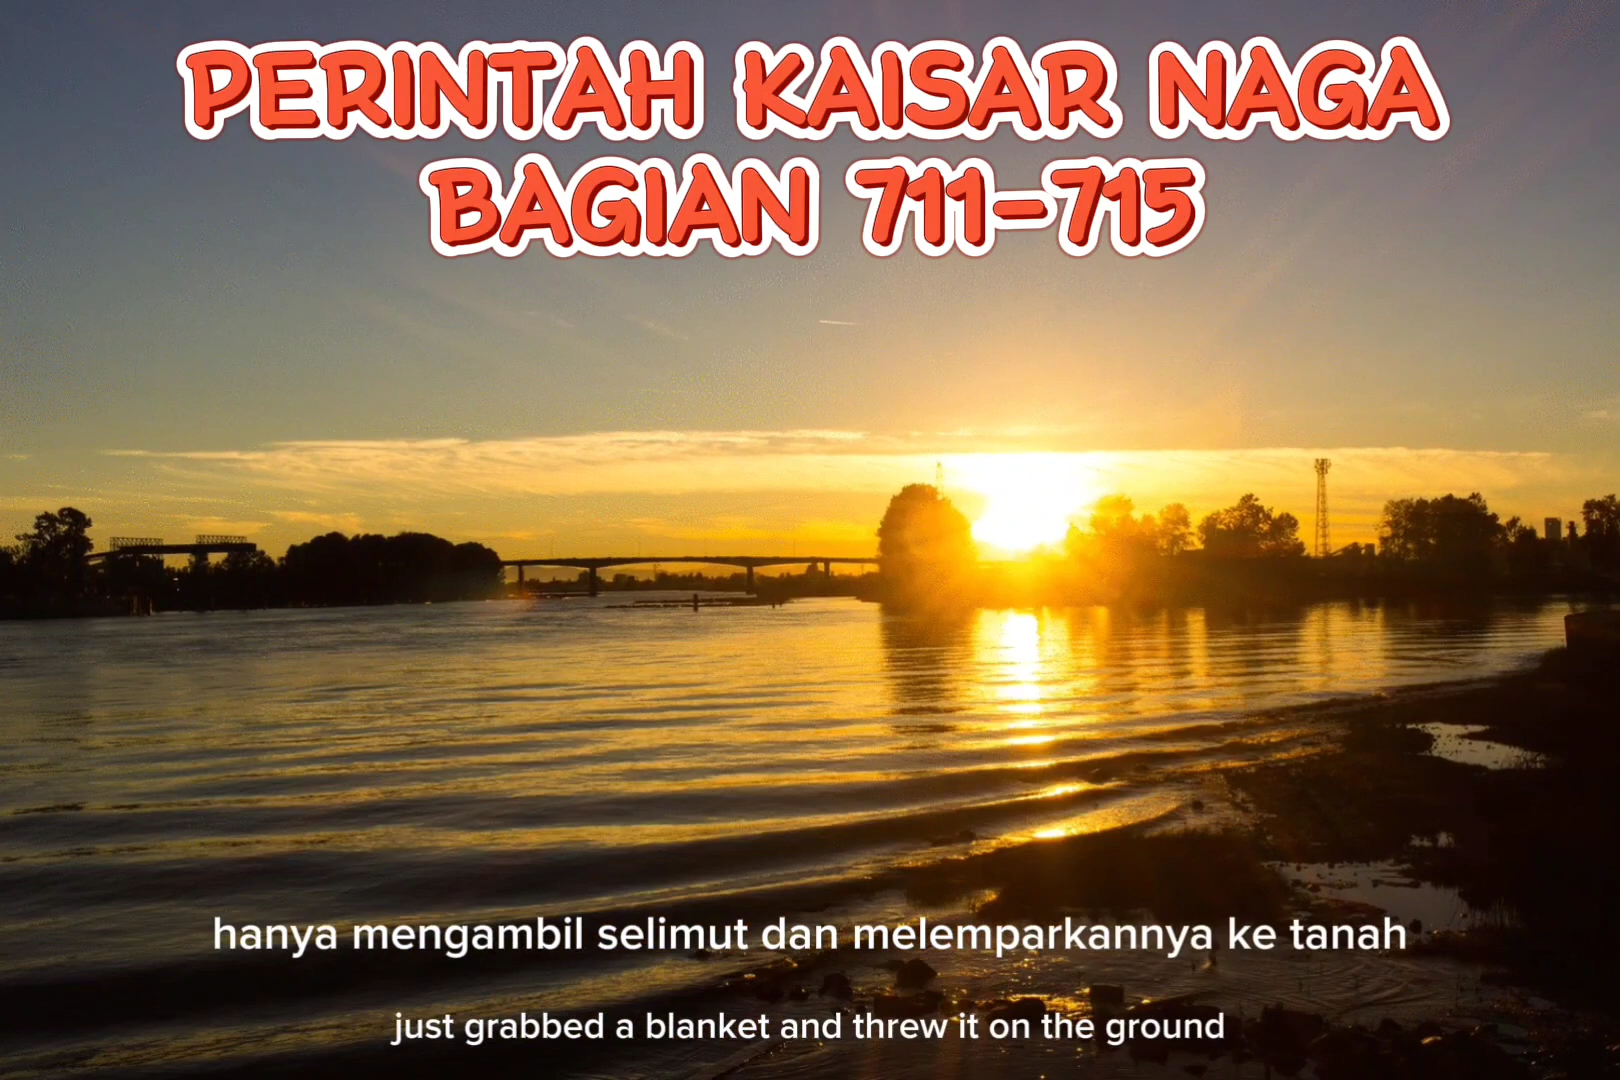 PERINTAH KAISAR NAGA
BAGIAN 711-715
hanya mengambil selimut dan melemparkannya ke tanah
just grabbed a blanket and threw it on the ground